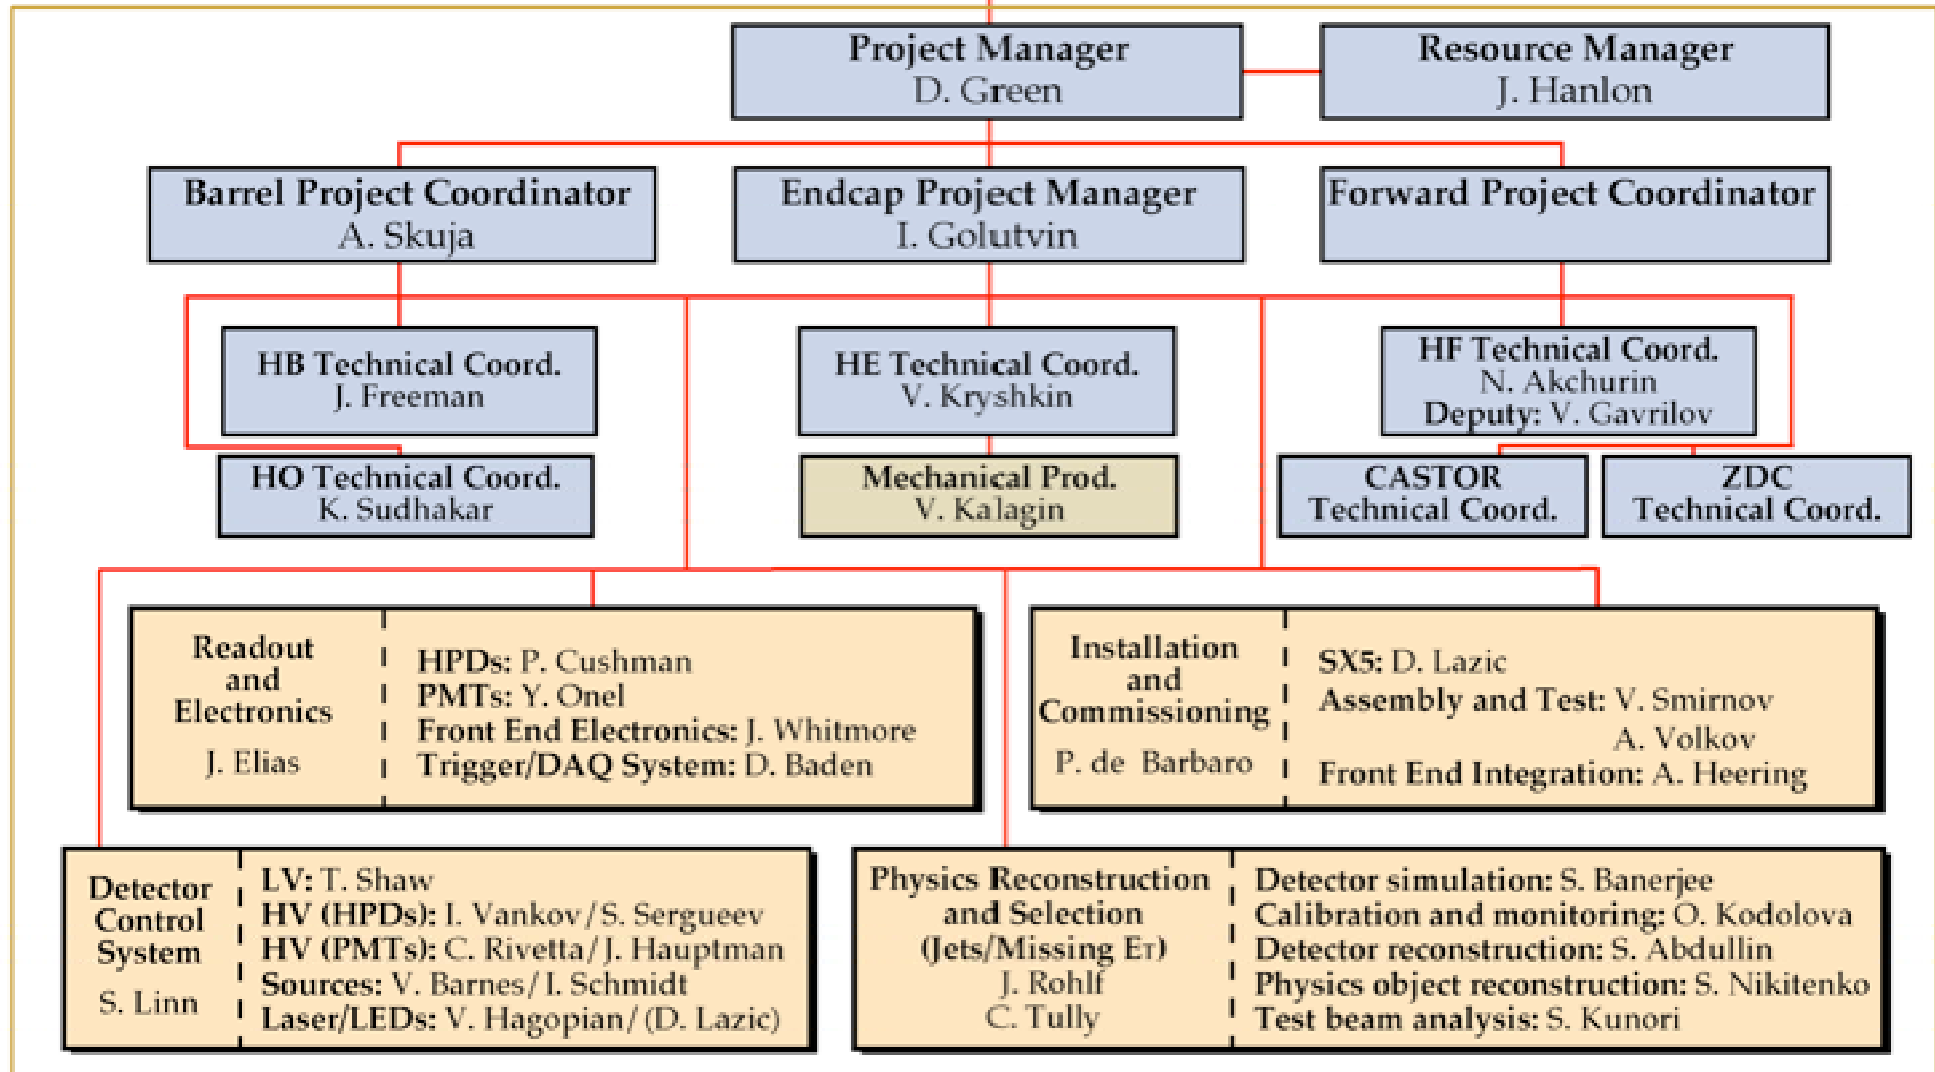 Project Manager
D. Green
Resource Manager
J. Hanlon
Barrel Project Coordinator
A. Skuja
Endcap Project Manager
I. Golutvin
Forward Project Coordinator
HB Technical Coord.
J. Freeman
HE Technical Coord.
V. Kryshkin
HF Technical Coord.
N. Akchurin
Deputy: V. Gavrilov
HO Technical Coord.
K. Sudhakar
Mechanical Prod.
V. Kalagin
CASTOR
Technical Coord.
ZDC
Technical Coord.
Readout
and
Electronics
J. Elias
HPDs: P. Cushman
PMTs: Y. Onel
Front End Electronics: J. Whitmore
Trigger/DAQ System: D. Baden
Installation
and
Commissioning
P. de Barbaro
SX5: D. Lazic
Assembly and Test: V. Smirnov
A. Volkov
Front End Integration: A. Heering
Detector
Control
System
S. Linn
LV: T. Shaw
HV (HPDs): I. Vankov/S. Sergueev
HV (PMTs): C. Rivetta/J. Hauptman
Sources: V. Barnes/I. Schmidt
Laser/LEDs: V. Hagopian/(D. Lazic)
Physics Reconstruction
and Selection
(Jets/Missing ET)
J. Rohlf
C. Tully
Detector simulation: S. Banerjee
Calibration and monitoring: O. Kodolova
Detector reconstruction: S. Abdullin
Physics object reconstruction: S. Nikitenko
Test beam analysis: S. Kunori